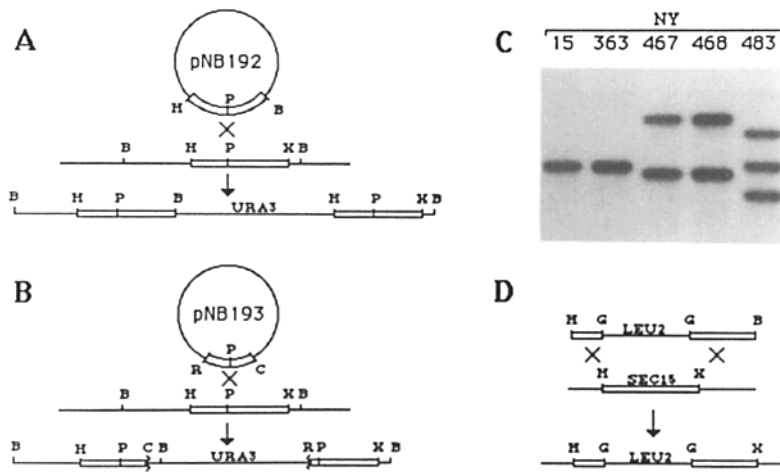 A
pNB192
H P B
B H P X B
B H P B URA3 H P X B
B
pNB193
R P C
B H P X B
B H P C B URA3 R P X B
C
NY
15 363 467 468 483
D
H G LEU2 G B
H SEC15 X
H G LEU2 G X